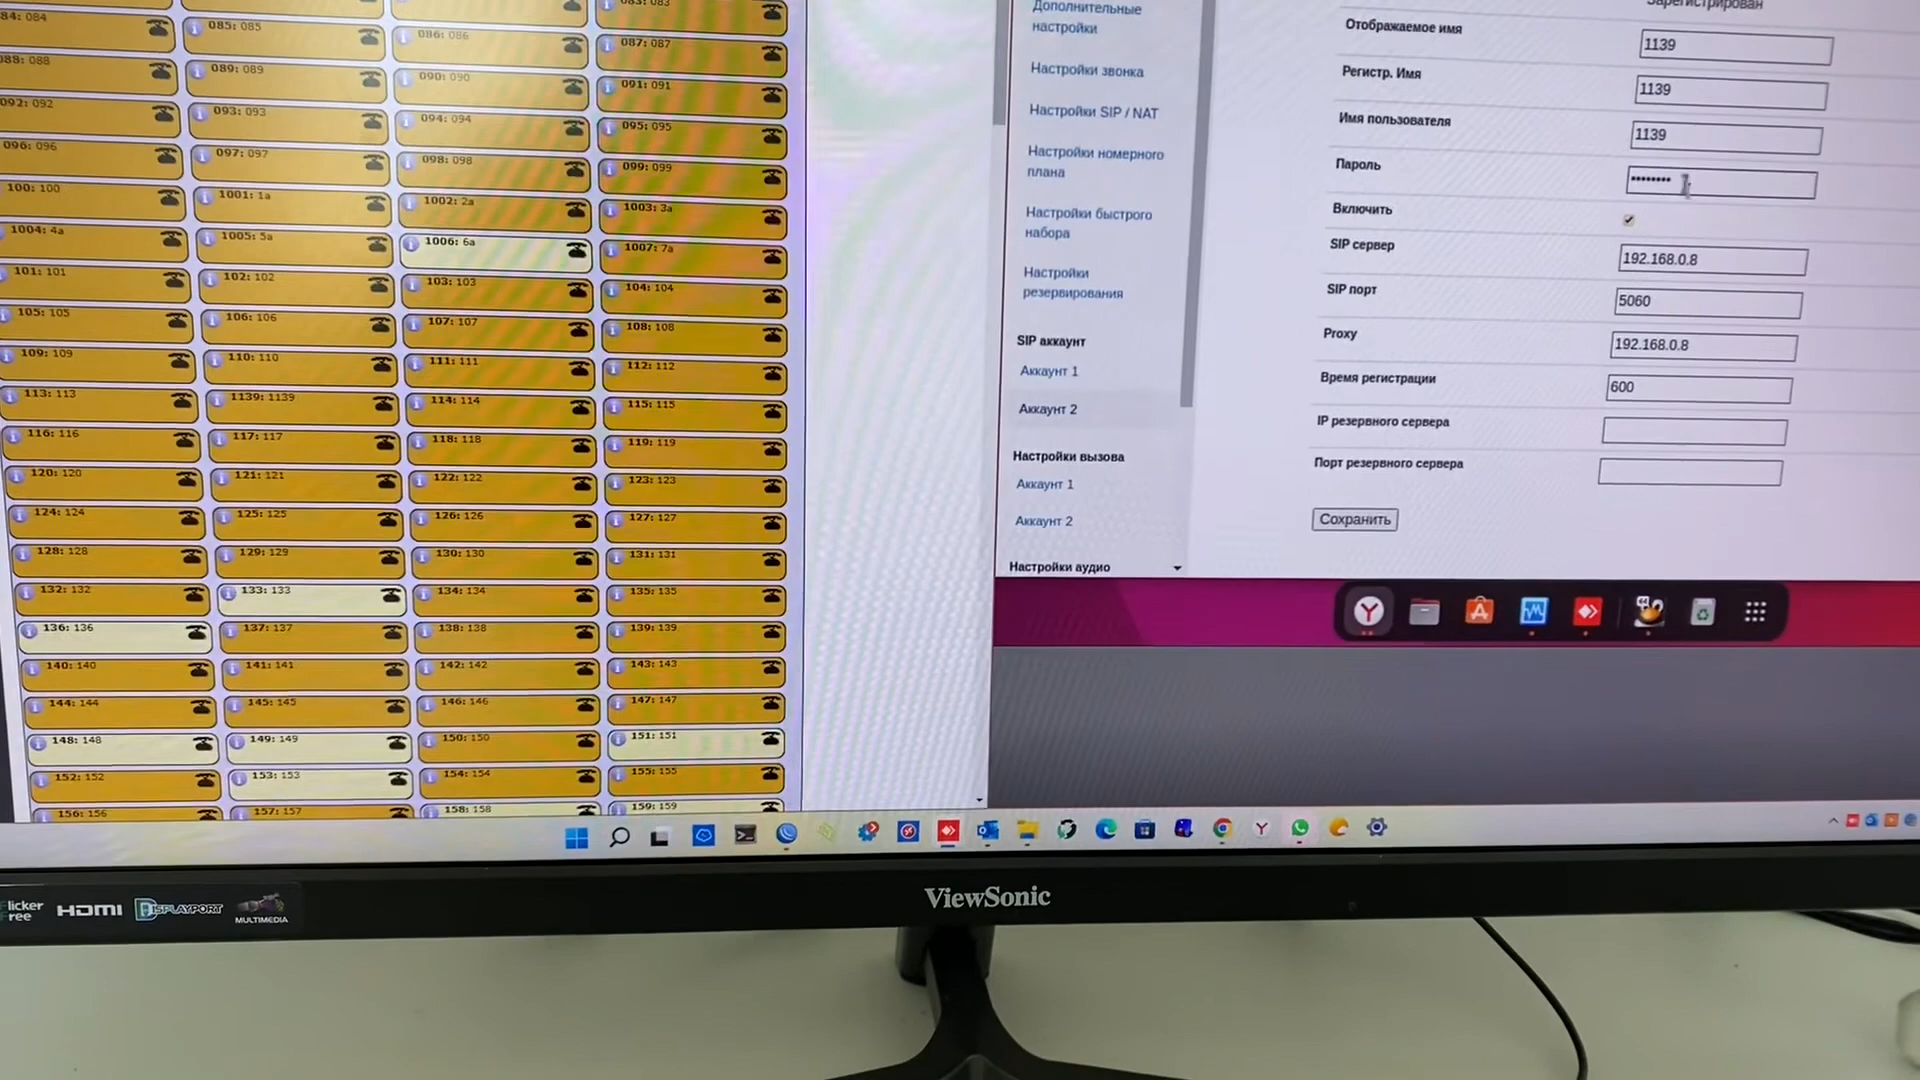 083: 083
84: 084
085: 085
086: 086
087: 087
088: 088
089: 089
090: 090
091: 091
092: 092
093: 093
094: 094
095: 095
096: 096
097: 097
098: 098
099: 099
100: 100
1001: 1a
1002: 2a
1003: 3a
1004: 4a
1005: 5a
1006: 6a
1007: 7a
101: 101
102: 102
103: 103
104: 104
105: 105
106: 106
107: 107
108: 108
109: 109
110: 110
111: 111
112: 112
113: 113
1139: 1139
114: 114
115: 115
116: 116
117: 117
118: 118
119: 119
120: 120
121: 121
122: 122
123: 123
124: 124
125: 125
126: 126
127: 127
128: 128
129: 129
130: 130
131: 131
132: 132
133: 133
134: 134
135: 135
136: 136
137: 137
138: 138
139: 139
140: 140
141: 141
142: 142
143: 143
144: 144
145: 145
146: 146
147: 147
148: 148
149: 149
150: 150
151: 151
152: 152
153: 153
154: 154
155: 155
156: 156
157: 157
158: 158
159: 159
Дополнительные
настройки
Настройки звонка
Настройки SIP / NAT
Настройки номерного
плана
Настройки быстрого
набора
Настройки
резервирования
SIP аккаунт
Аккаунт 1
Аккаунт 2
Настройки вызова
Аккаунт 1
Аккаунт 2
Настройки аудио
Зарегистрирован
Отображаемое имя 1139
Регистр. Имя 1139
Имя пользователя 1139
Пароль ••••••••
Включить
SIP сервер 192.168.0.8
SIP порт 5060
Proxy 192.168.0.8
Время регистрации 600
IP резервного сервера
Порт резервного сервера
Сохранить
licker
Free
HDMI
DISPLAYPORT
MULTIMEDIA
ViewSonic